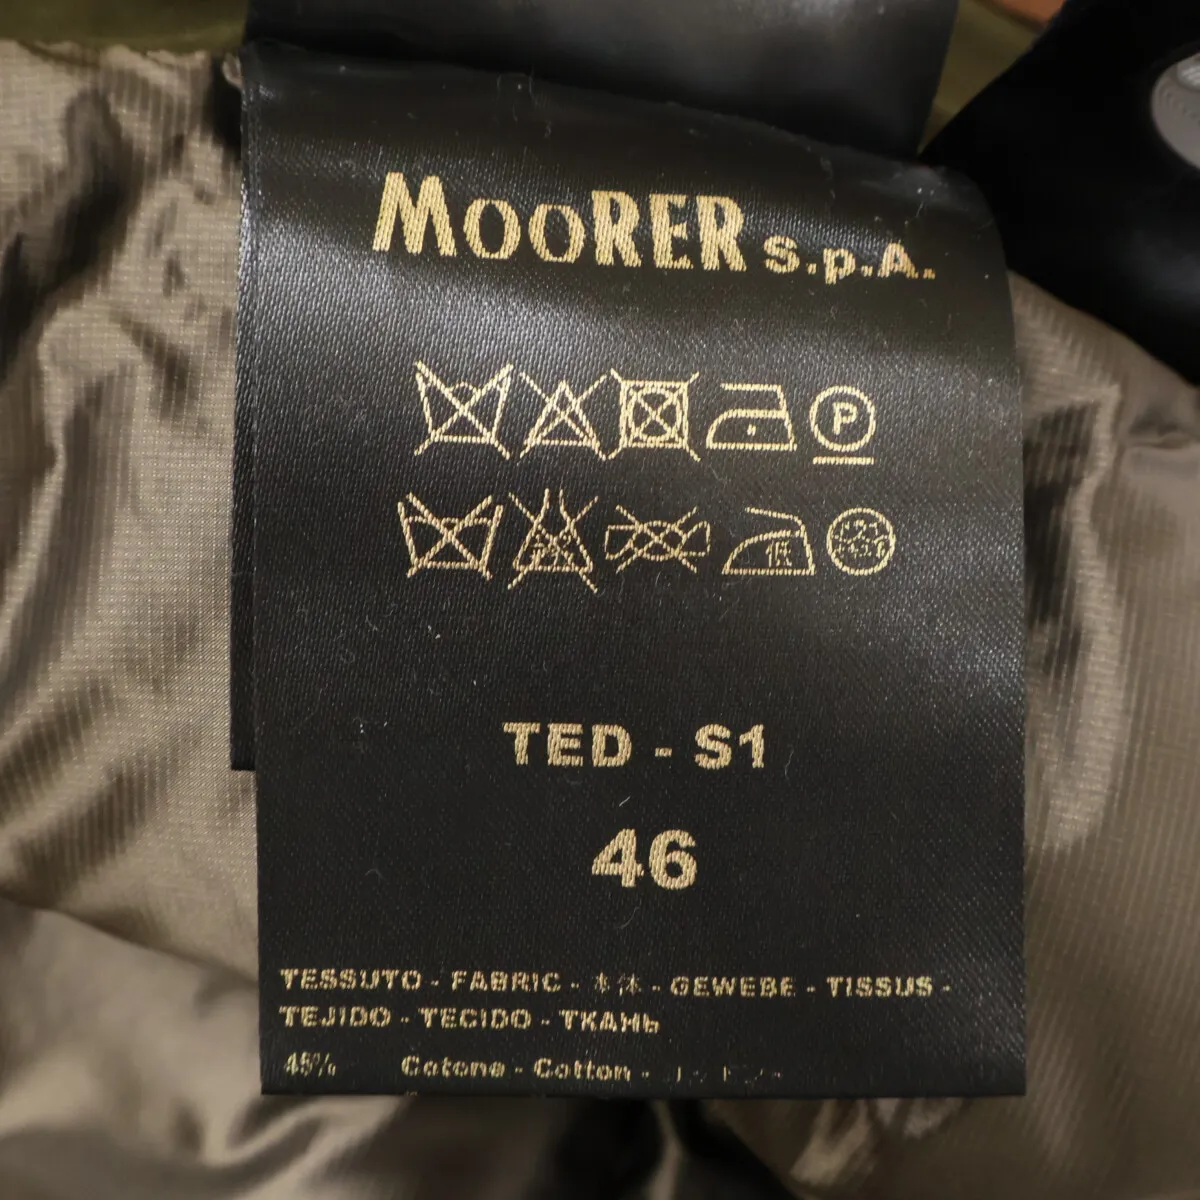 MOORER S.p.A.
P
TED - S1
46
TESSUTO - FABRIC - 本体 - GEWEBE - TISSUS -
TEJIDO - TECIDO - ТКАНЬ
45% Cotone - Cotton -